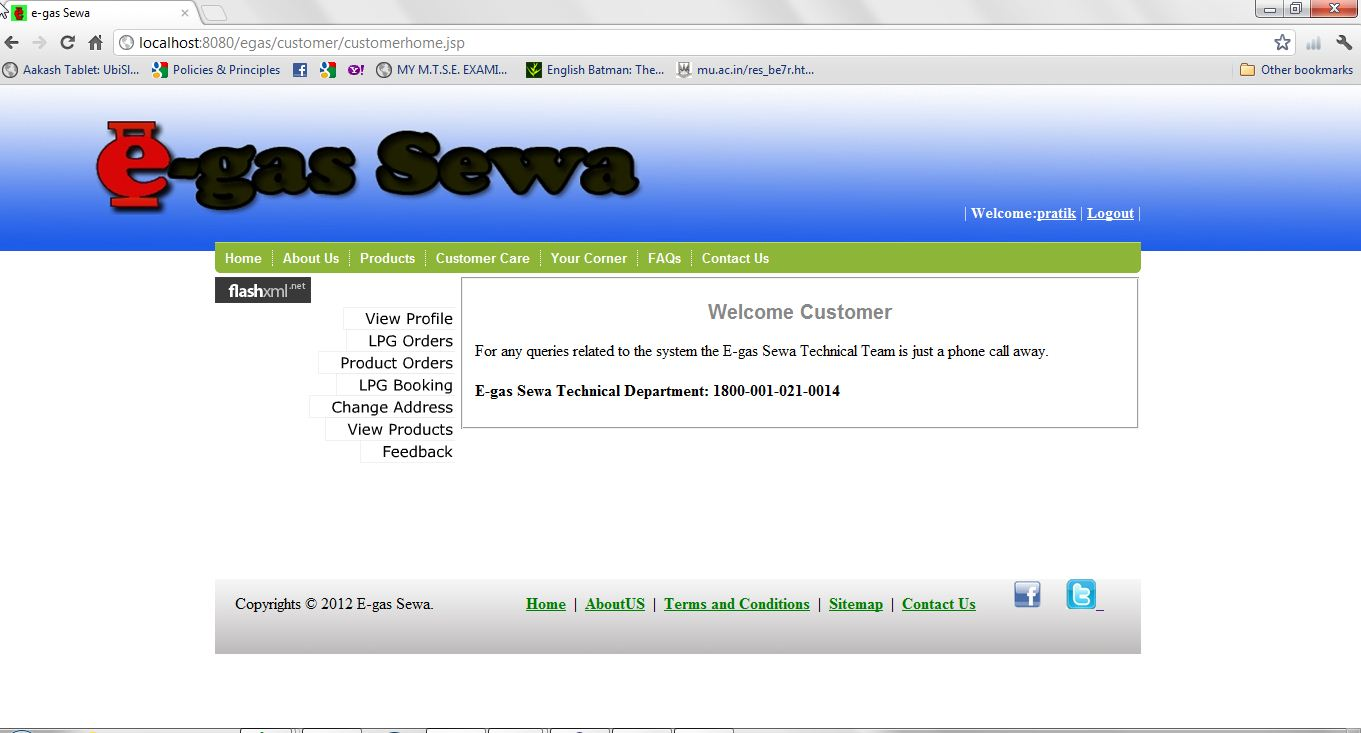 e-gas Sewa
localhost:8080/egas/customer/customerhome.jsp
Aakash Tablet: UbiSl... Policies & Principles Y! MY M.T.S.E. EXAMI... English Batman: The... mu.ac.in/res_be7r.ht... Other bookmarks
e-gas Sewa
| Welcome:pratik | Logout |
Home About Us Products Customer Care Your Corner FAQs Contact Us
flashxml.net
View Profile
LPG Orders
Product Orders
LPG Booking
Change Address
View Products
Feedback
Welcome Customer
For any queries related to the system the E-gas Sewa Technical Team is just a phone call away.
E-gas Sewa Technical Department: 1800-001-021-0014
Copyrights © 2012 E-gas Sewa. Home | AboutUS | Terms and Conditions | Sitemap | Contact Us